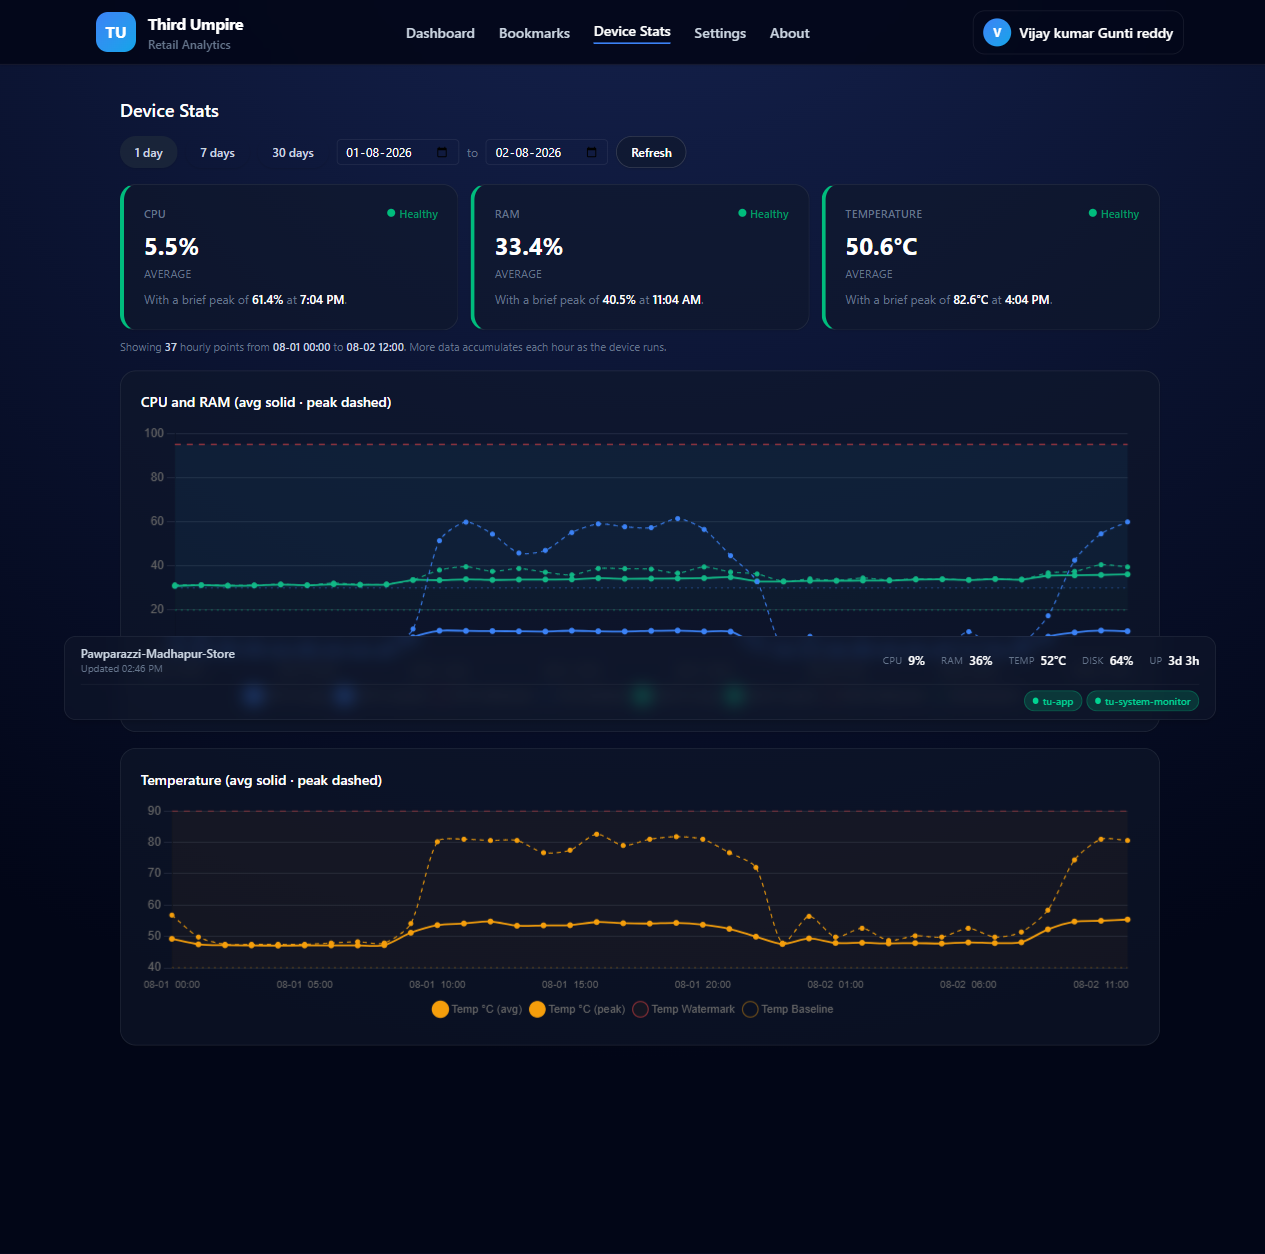 TU
Third Umpire
Retail Analytics
Dashboard Bookmarks Device Stats Settings About
V Vijay kumar Gunti reddy
Device Stats
1 day 7 days 30 days 01-08-2026 to 02-08-2026 Refresh
CPU Healthy
5.5%
AVERAGE
With a brief peak of 61.4% at 7:04 PM.
RAM Healthy
33.4%
AVERAGE
With a brief peak of 40.5% at 11:04 AM.
TEMPERATURE Healthy
50.6°C
AVERAGE
With a brief peak of 82.6°C at 4:04 PM.
Showing 37 hourly points from 08-01 00:00 to 08-02 12:00. More data accumulates each hour as the device runs.
CPU and RAM (avg solid · peak dashed)
100
80
60
40
20
Pawparazzi-Madhapur-Store
Updated 02:46 PM
CPU 9% RAM 36% TEMP 52°C DISK 64% UP 3d 3h
tu-app tu-system-monitor
Temperature (avg solid · peak dashed)
90
80
70
60
50
40
08-01 00:00 08-01 05:00 08-01 10:00 08-01 15:00 08-01 20:00 08-02 01:00 08-02 06:00 08-02 11:00
Temp °C (avg) Temp °C (peak) Temp Watermark Temp Baseline